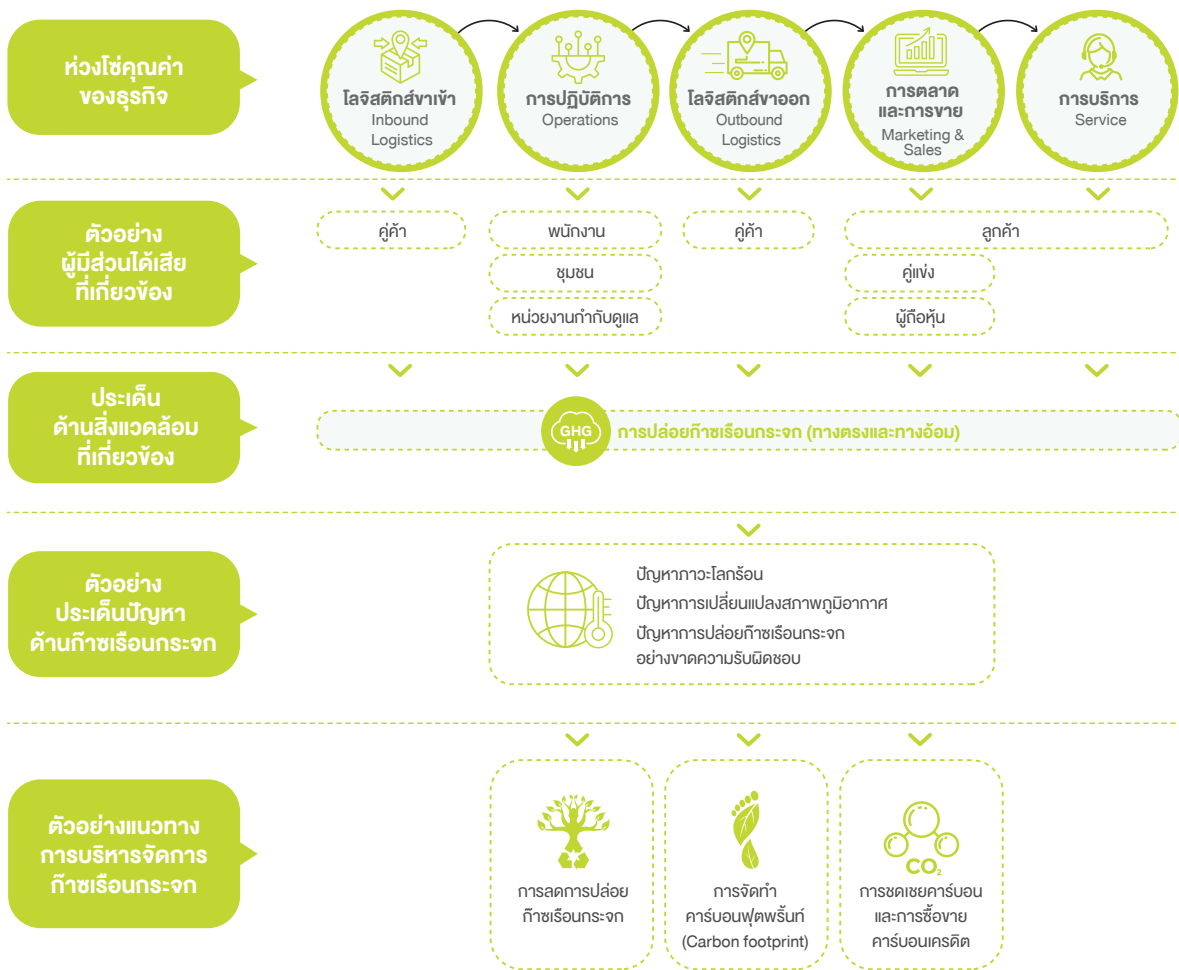 ห่วงโซ่คุณค่า
ของธุรกิจ
โลจิสติกส์ขาเข้า
Inbound
Logistics
การปฏิบัติการ
Operations
โลจิสติกส์ขาออก
Outbound
Logistics
การตลาด
และการขาย
Marketing &
Sales
การบริการ
Service
ตัวอย่าง
ผู้มีส่วนได้เสีย
ที่เกี่ยวข้อง
คู่ค้า
พนักงาน
คู่ค้า
ลูกค้า
ชุมชน
คู่แข่ง
หน่วยงานกำกับดูแล
ผู้ถือหุ้น
ประเด็น
ด้านสิ่งแวดล้อม
ที่เกี่ยวข้อง
GHG
การปล่อยก๊าซเรือนกระจก (ทางตรงและทางอ้อม)
ตัวอย่าง
ประเด็นปัญหา
ด้านก๊าซเรือนกระจก
ปัญหาภาวะโลกร้อน
ปัญหาการเปลี่ยนแปลงสภาพภูมิอากาศ
ปัญหาการปล่อยก๊าซเรือนกระจก
อย่างขาดความรับผิดชอบ
ตัวอย่างแนวทาง
การบริหารจัดการ
ก๊าซเรือนกระจก
การลดการปล่อย
ก๊าซเรือนกระจก
การจัดทำ
คาร์บอนฟุตพริ้นท์
(Carbon footprint)
CO₂
การชดเชยคาร์บอน
และการซื้อขาย
คาร์บอนเครดิต